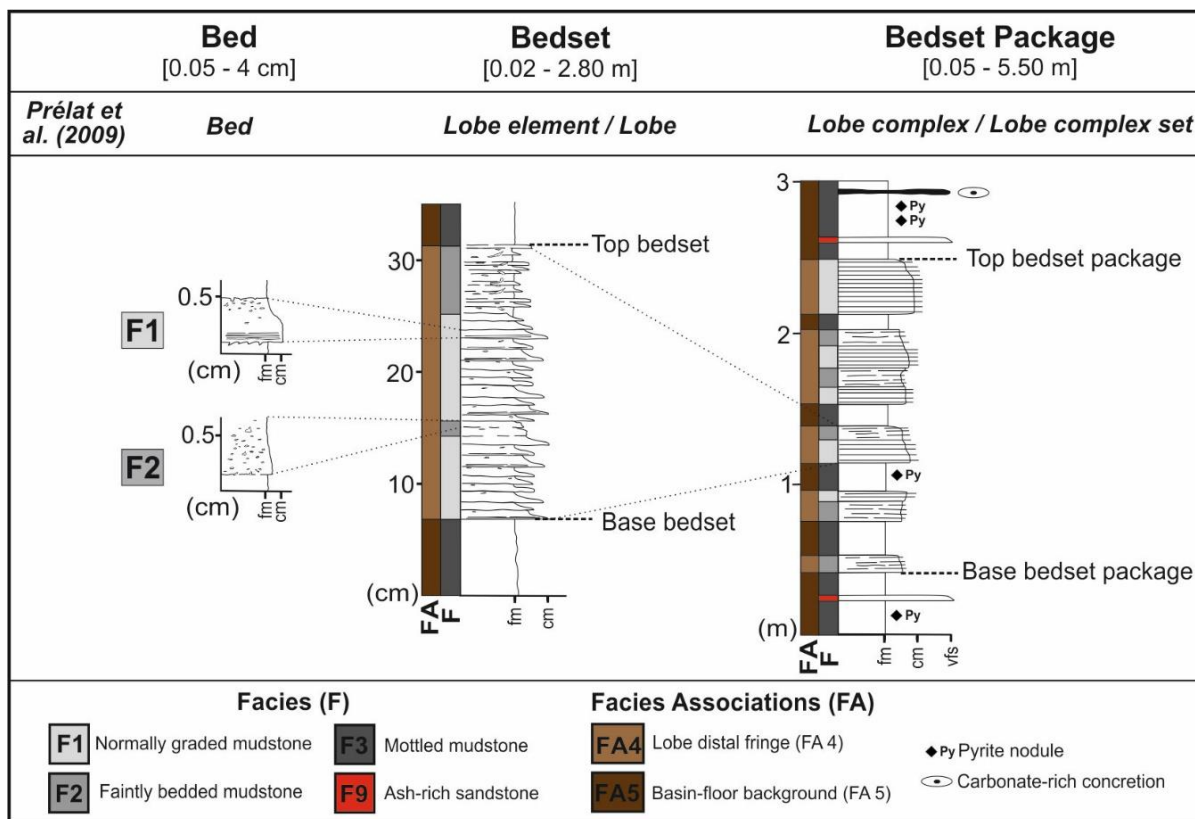 Bed
[0.05 - 4 cm]
Bedset
[0.02 - 2.80 m]
Bedset Package
[0.05 - 5.50 m]
Prélat
et al. (2009)
Bed
Lobe element / Lobe
Lobe complex / Lobe complex set
F1
0.5
(cm)
fm
cm
F2
0.5
(cm)
fm
cm
30
20
10
(cm)
FA
F
fm
cm
Top bedset
Base bedset
3
2
1
(m)
FA
F
fm
cm
vfs
Py
Py
Top bedset package
Py
Base bedset package
Py
Facies (F)
F1 Normally graded mudstone
F2 Faintly bedded mudstone
F3 Mottled mudstone
F9 Ash-rich sandstone
Facies Associations (FA)
FA4 Lobe distal fringe (FA 4)
FA5 Basin-floor background (FA 5)
Py Pyrite nodule
Carbonate-rich concretion